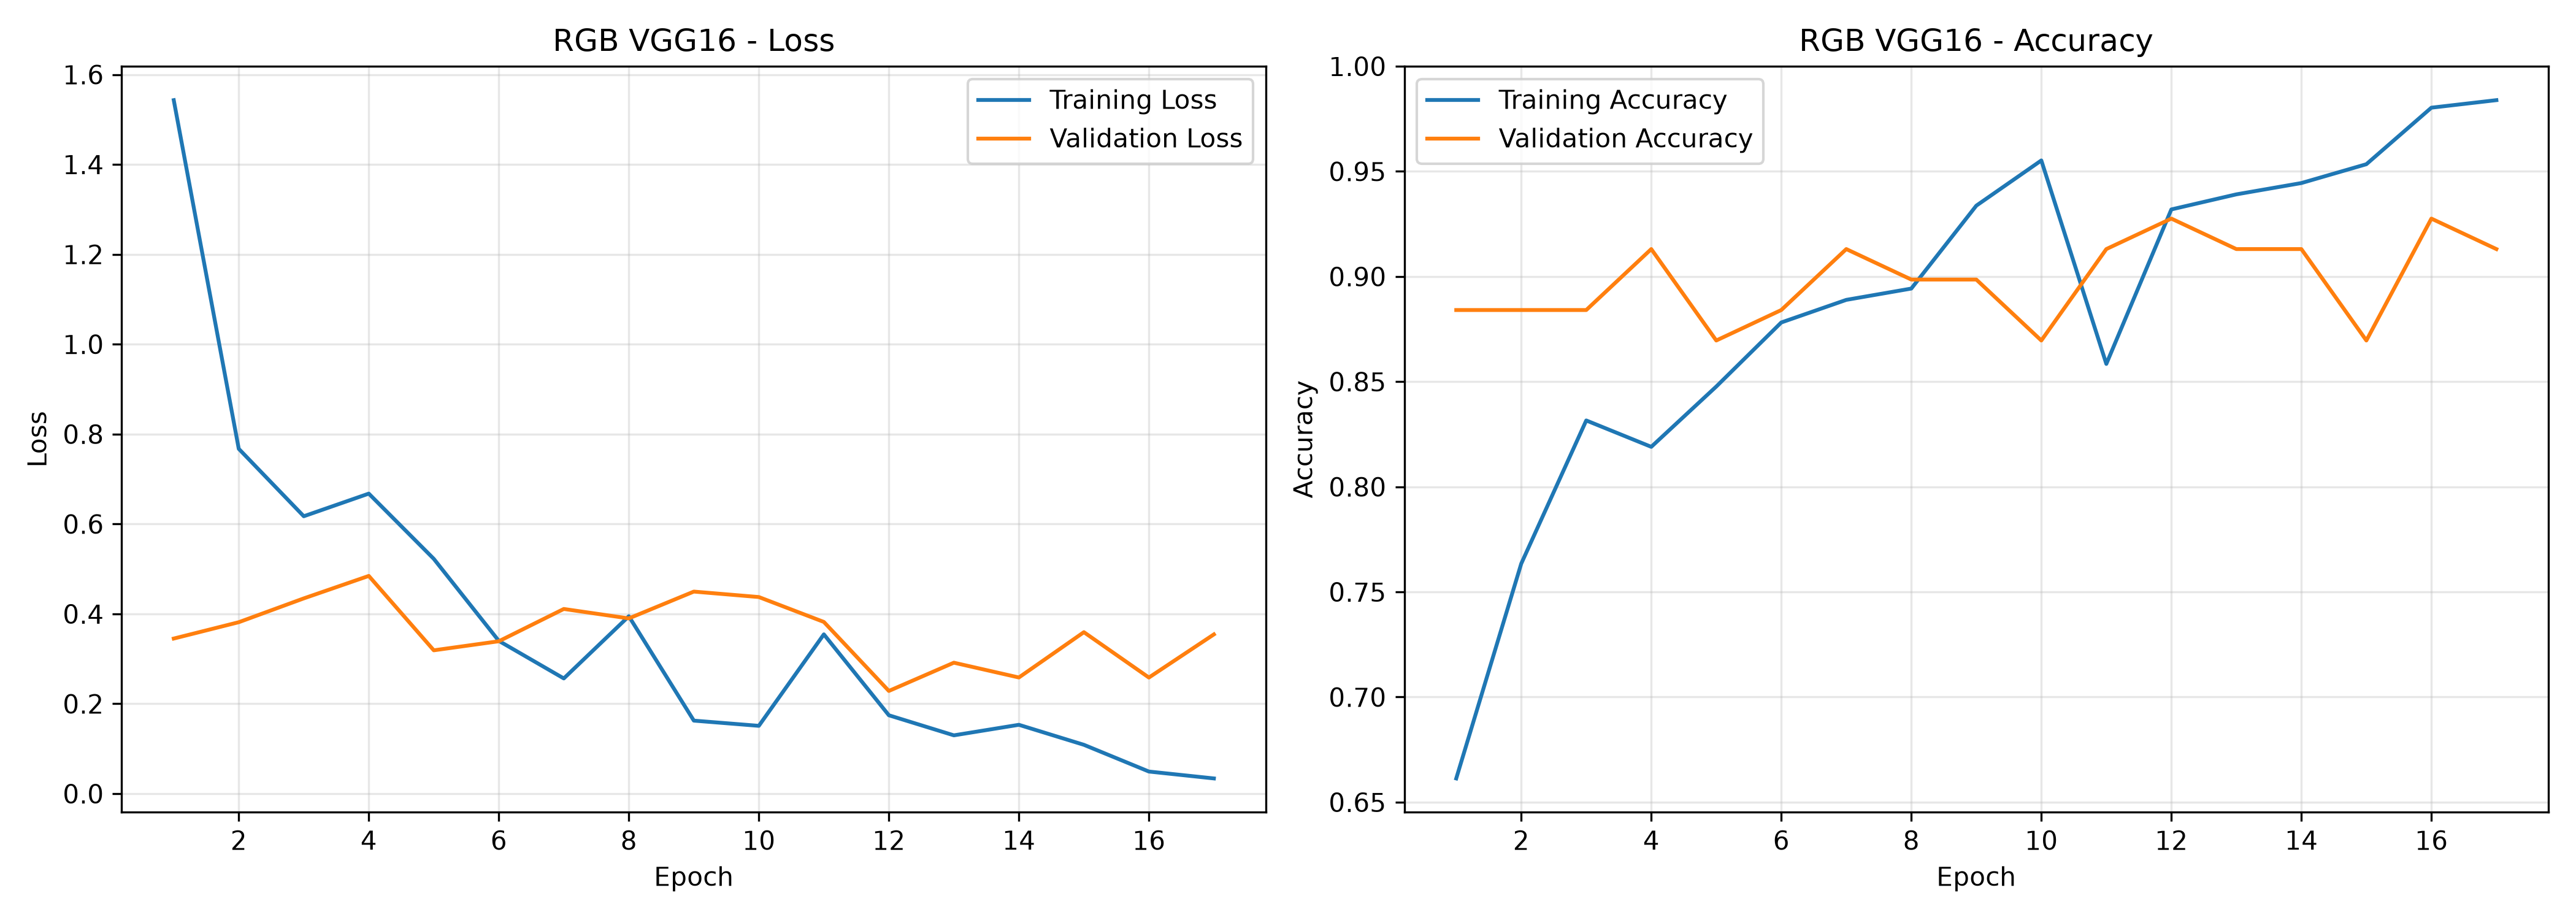 RGB VGG16 - Loss
1.6
1.4
1.2
1.0
0.8
0.6
0.4
0.2
0.0
Loss
Training Loss
Validation Loss
2 4 6 8 10 12 14 16
Epoch
RGB VGG16 - Accuracy
1.00
0.95
0.90
0.85
0.80
0.75
0.70
0.65
Accuracy
Training Accuracy
Validation Accuracy
2 4 6 8 10 12 14 16
Epoch